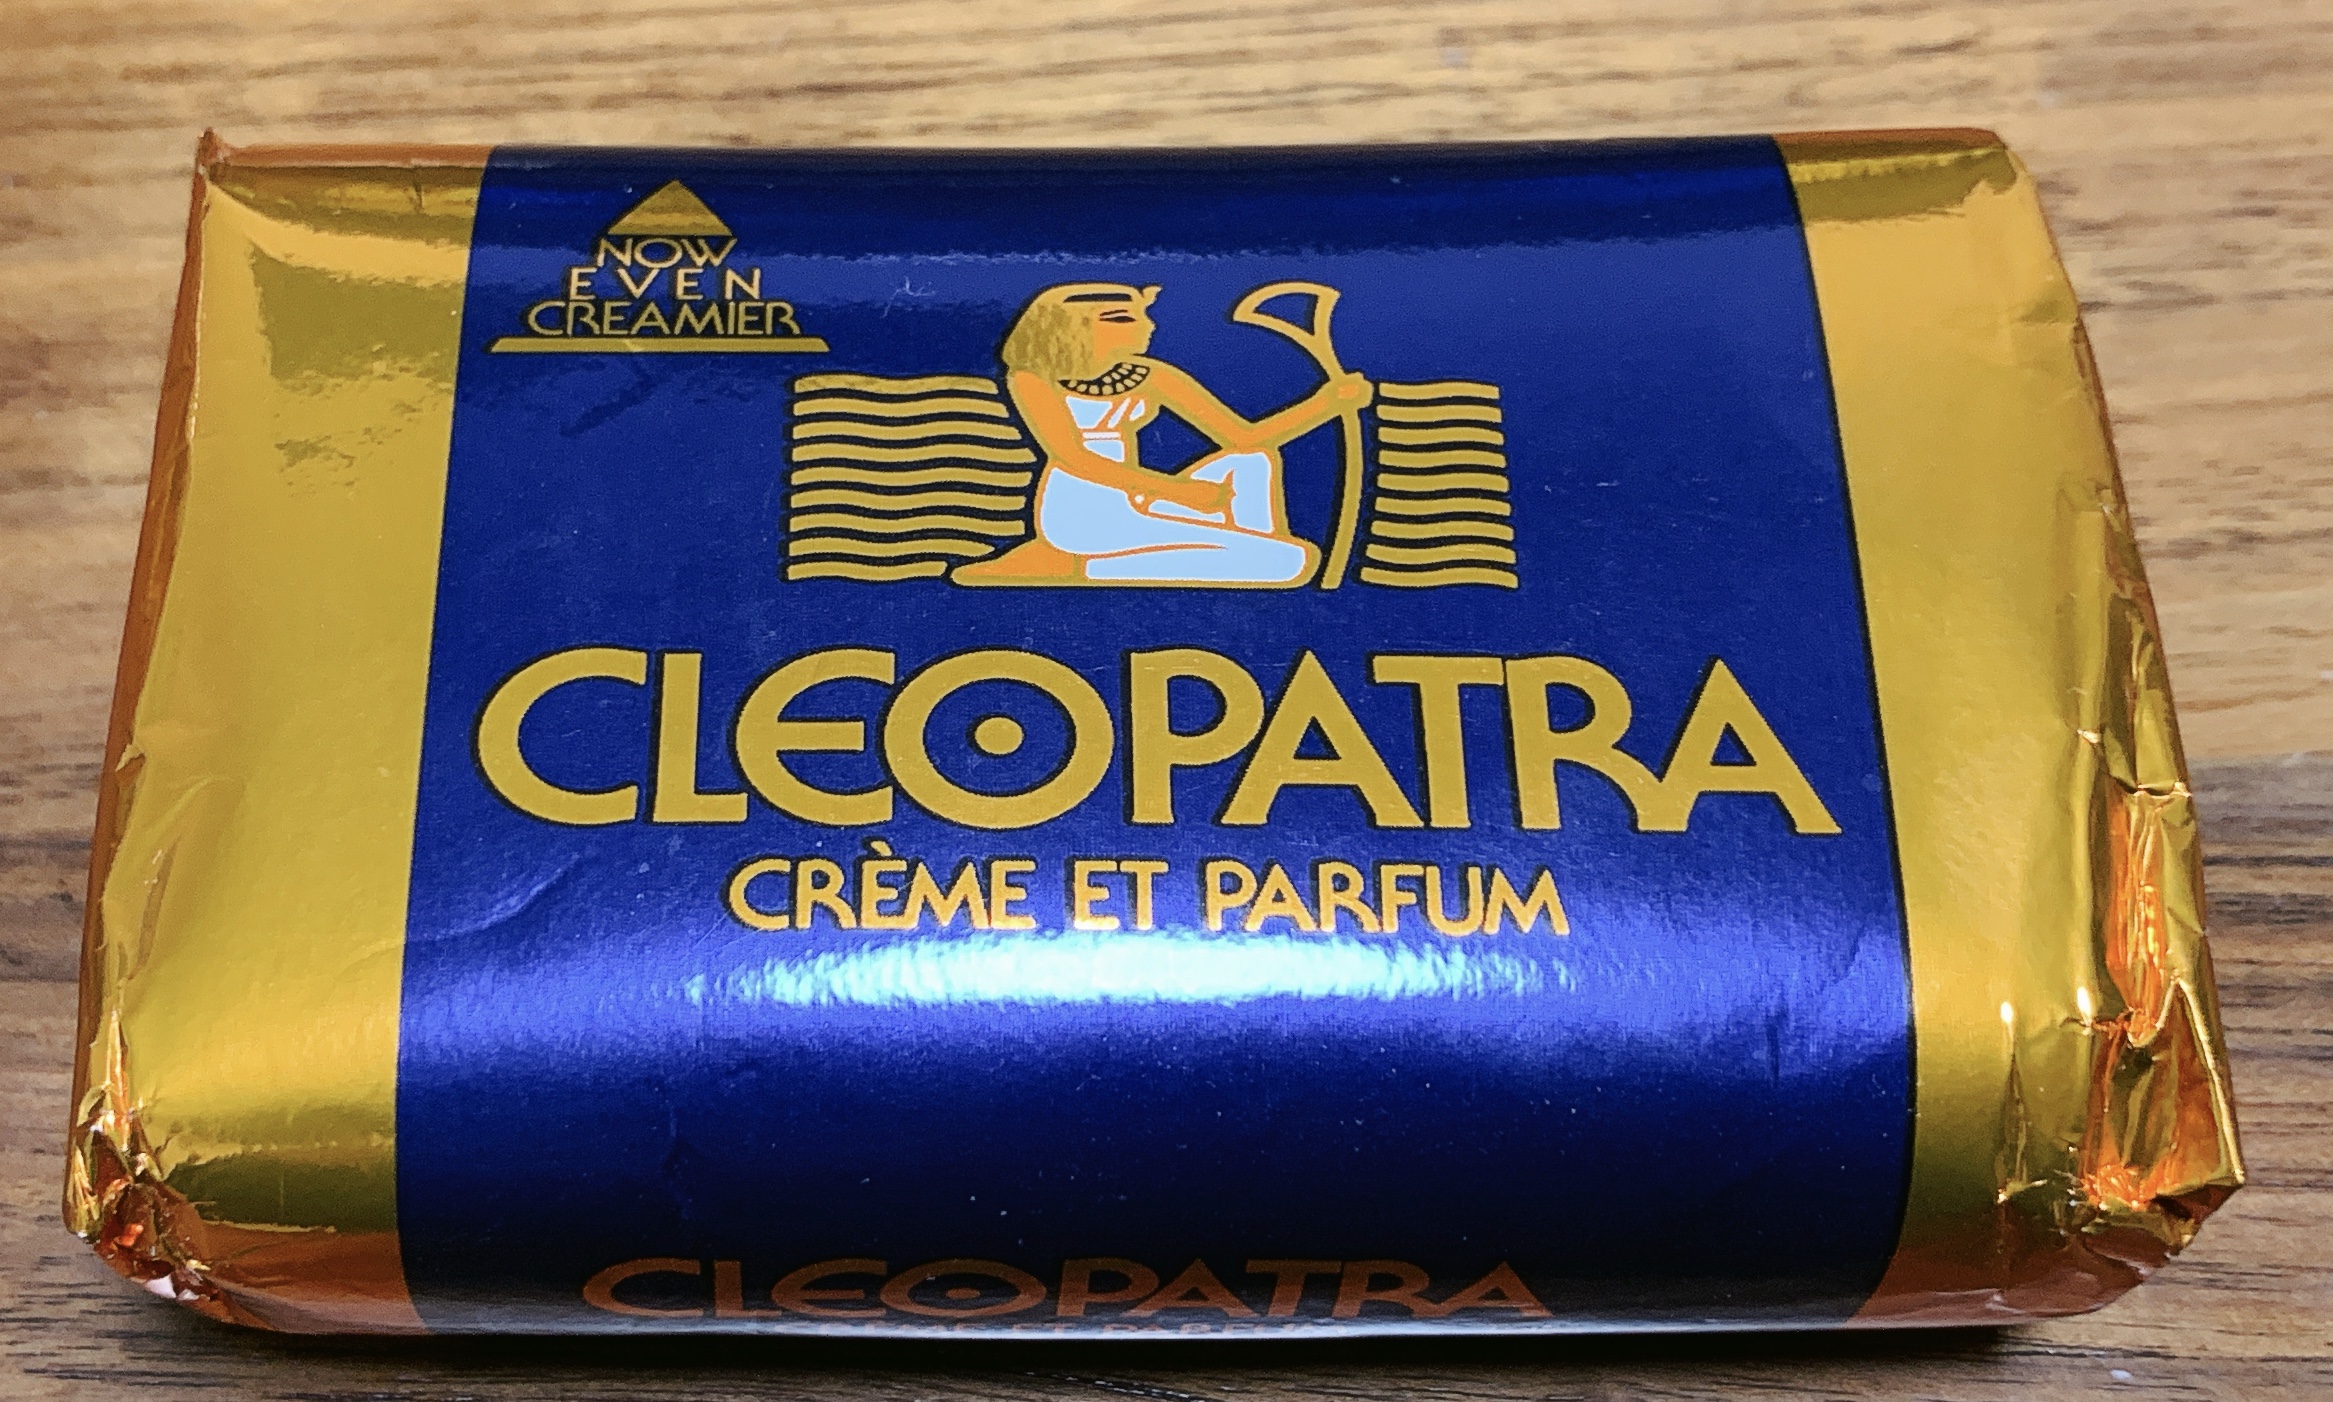 NOW
EVEN
CREAMIER
CLEOPATRA
CRÈME ET PARFUM
CLEOPATRA